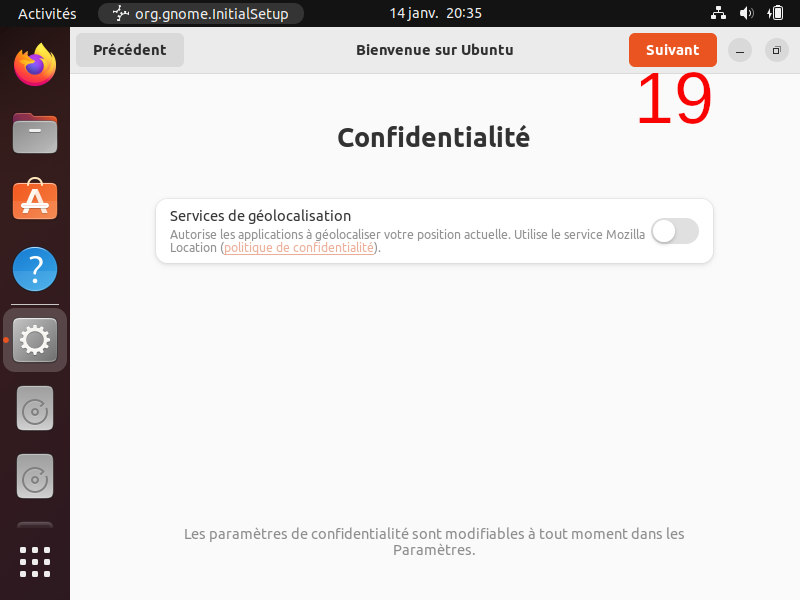 Activités
org.gnome.InitialSetup
14 janv. 20:35
Précédent
Bienvenue sur Ubuntu
Suivant
19
Confidentialité
Services de géolocalisation
Autorise les applications à géolocaliser votre position actuelle. Utilise le service Mozilla
Location (politique de confidentialité).
Les paramètres de confidentialité sont modifiables à tout moment dans les
Paramètres.